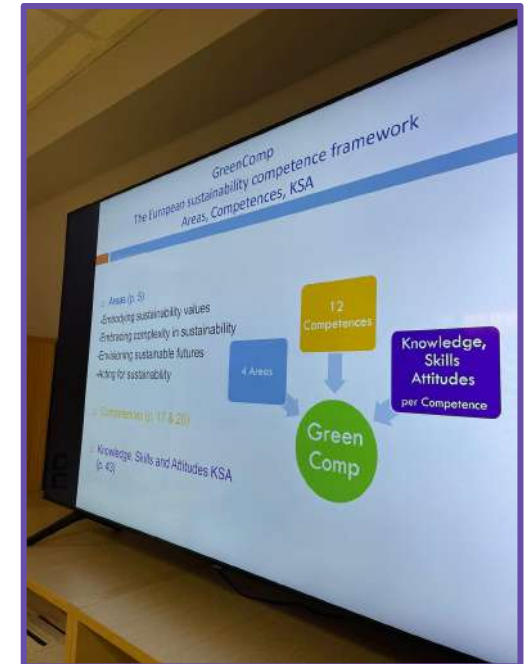 GreenComp
The European sustainability competence framework
Areas, Competences, KSA
Areas (p. 5)
-Embodying sustainability values
-Embracing complexity in sustainability
-Envisioning sustainable futures
-Acting for sustainability
Competences (p. 17 & 26)
Knowledge, Skills and Attitudes KSA
(p. 43)
12
Competences
4 Areas
Knowledge,
Skills
Attitudes
per Competence
Green
Comp